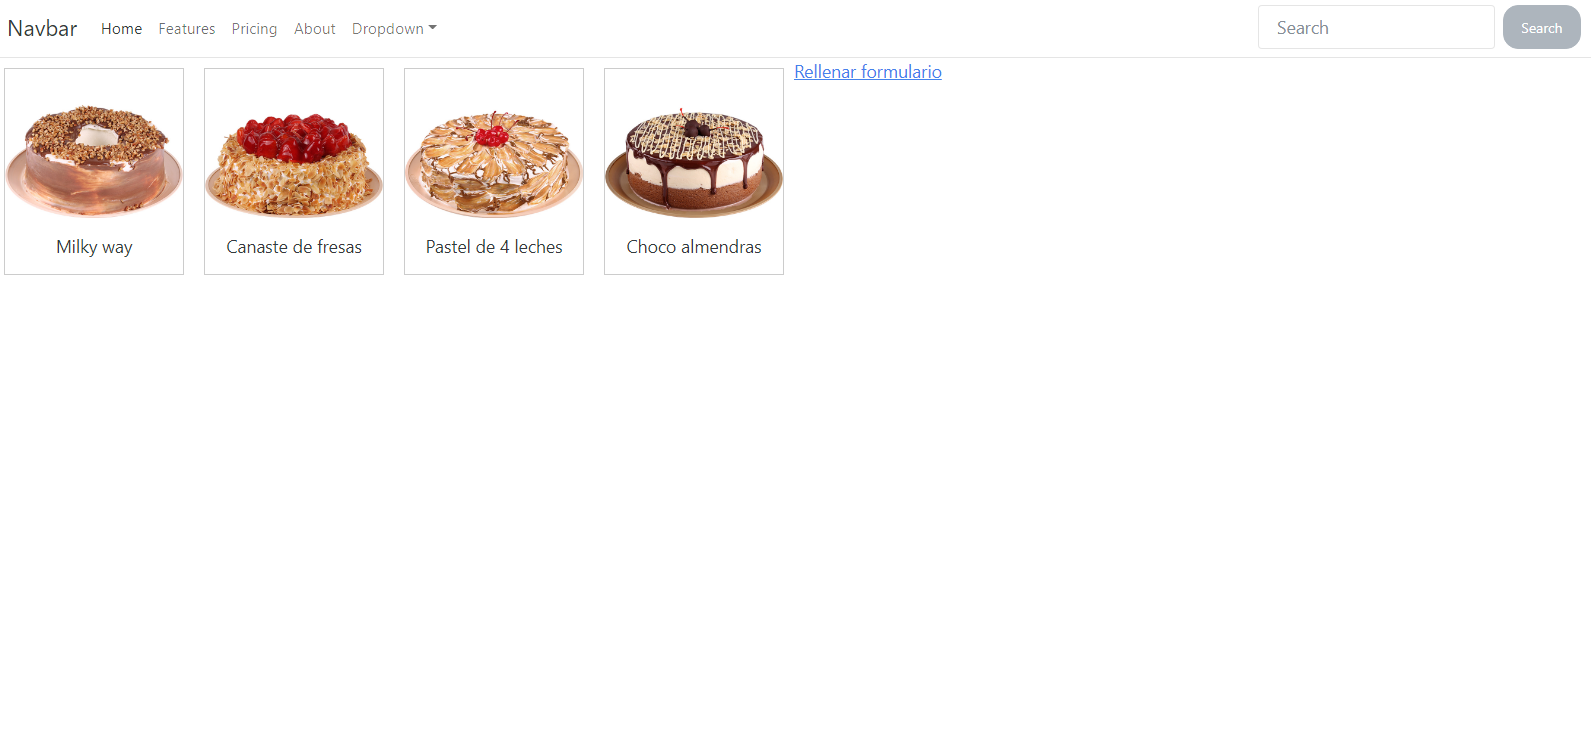 Navbar Home Features Pricing About Dropdown Search Search
Rellenar formulario
Milky way Canaste de fresas Pastel de 4 leches Choco almendras